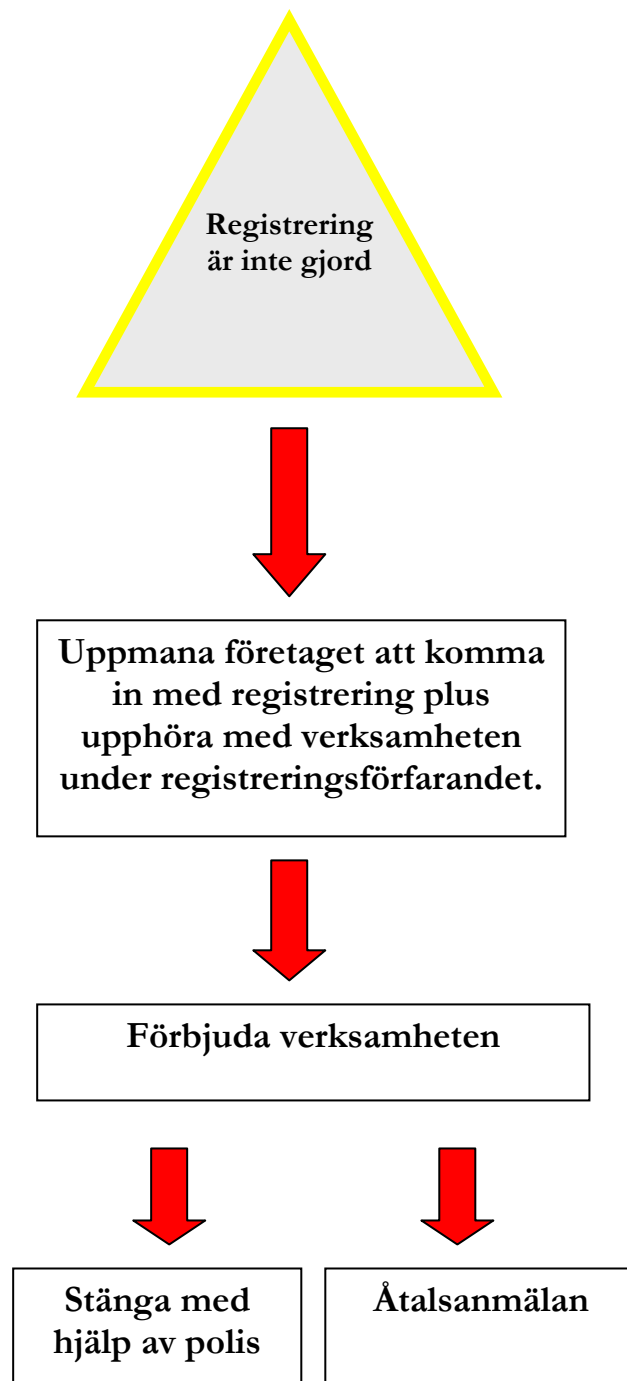 Registrering
är inte gjord
Uppmana företaget att komma
in med registrering plus
upphöra med verksamheten
under registreringsförfarandet.
Förbjuda verksamheten
Stänga med
hjälp av polis
Åtalsanmälan